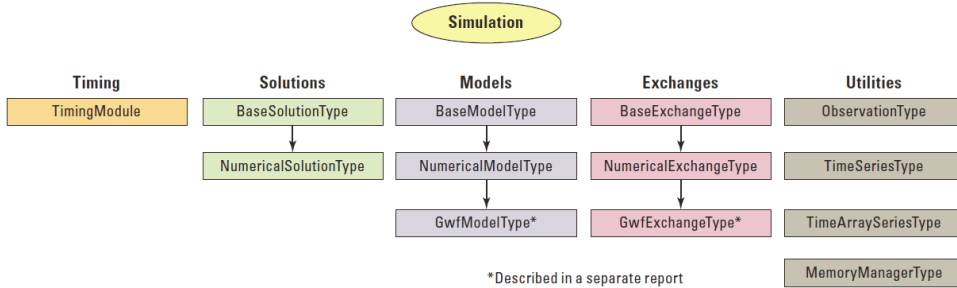 Simulation
Timing
Solutions
Models
Exchanges
Utilities
TimingModule
BaseSolutionType
BaseModelType
BaseExchangeType
ObservationType
NumericalSolutionType
NumericalModelType
NumericalExchangeType
TimeSeriesType
GwfModelType*
GwfExchangeType*
TimeArraySeriesType
*Described in a separate report
MemoryManagerType